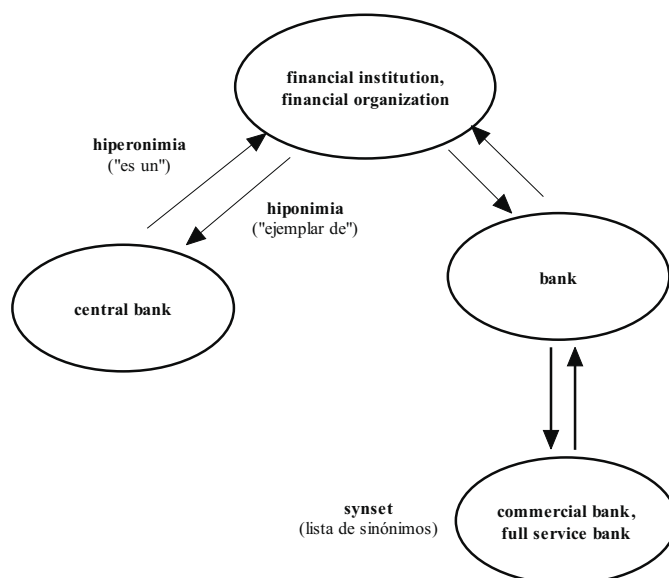 financial institution,
financial organization
hiperonimia
("es un")
hiponimia
("ejemplar de")
central bank
bank
synset
(lista de sinónimos)
commercial bank,
full service bank